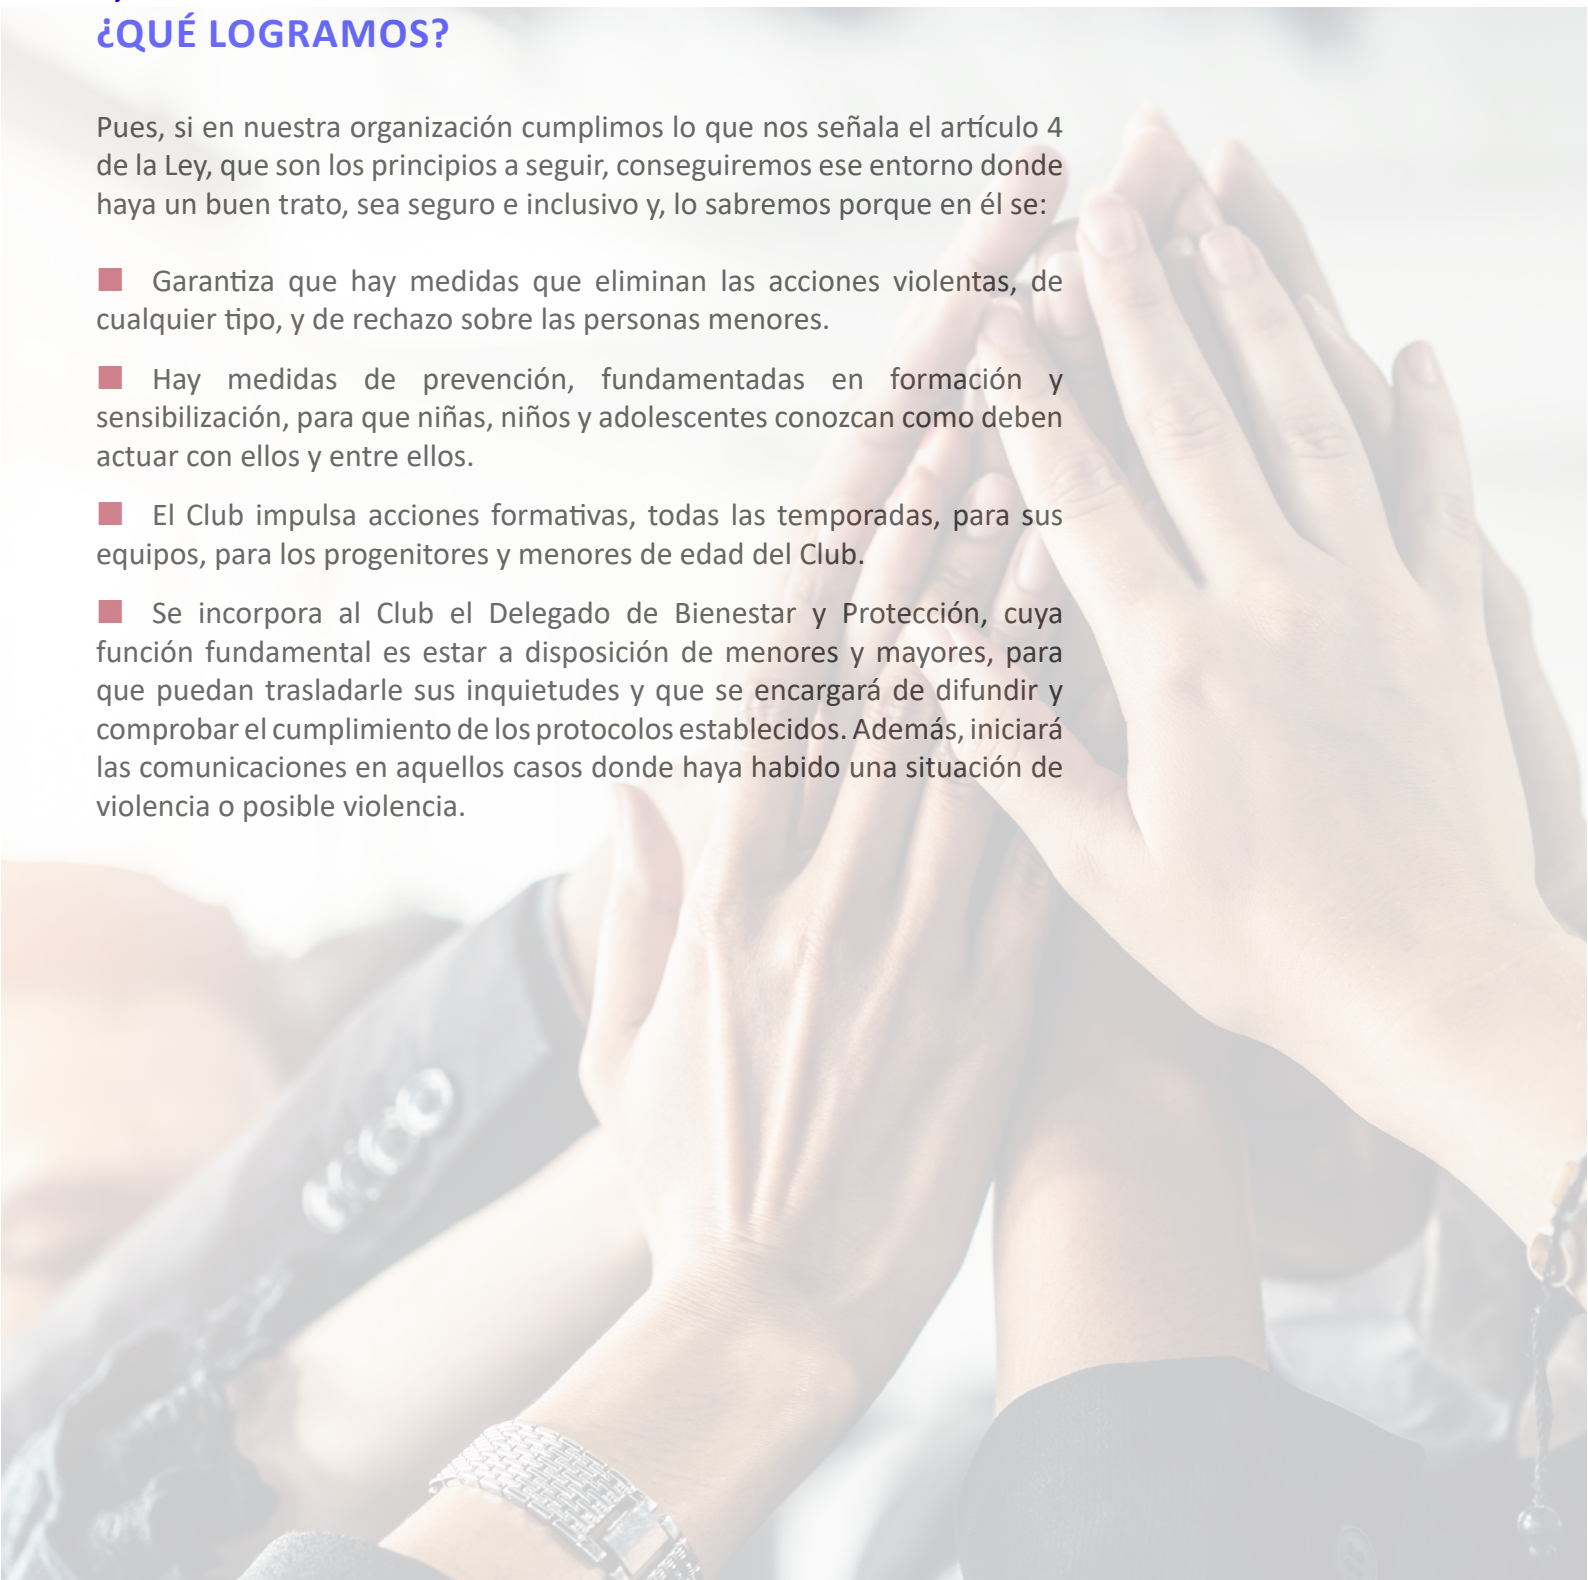 ¿QUÉ LOGRAMOS?
Pues, si en nuestra organización cumplimos lo que nos señala el artículo 4
de la Ley, que son los principios a seguir, conseguiremos ese entorno donde
haya un buen trato, sea seguro e inclusivo y, lo sabremos porque en él se:
Garantiza que hay medidas que eliminan las acciones violentas, de
cualquier tipo, y de rechazo sobre las personas menores.
Hay medidas de prevención, fundamentadas en formación y
sensibilización, para que niñas, niños y adolescentes conozcan como deben
actuar con ellos y entre ellos.
El Club impulsa acciones formativas, todas las temporadas, para sus
equipos, para los progenitores y menores de edad del Club.
Se incorpora al Club el Delegado de Bienestar y Protección, cuya
función fundamental es estar a disposición de menores y mayores, para
que puedan trasladarle sus inquietudes y que se encargará de difundir y
comprobar el cumplimiento de los protocolos establecidos. Además, iniciará
las comunicaciones en aquellos casos donde haya habido una situación de
violencia o posible violencia.